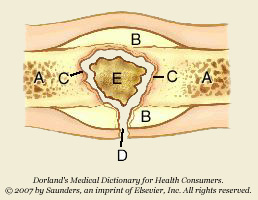 B
A C E C A
B
D
Dorland's Medical Dictionary for Health Consumers.
© 2007 by Saunders, an imprint of Elsevier, Inc. All rights reserved.